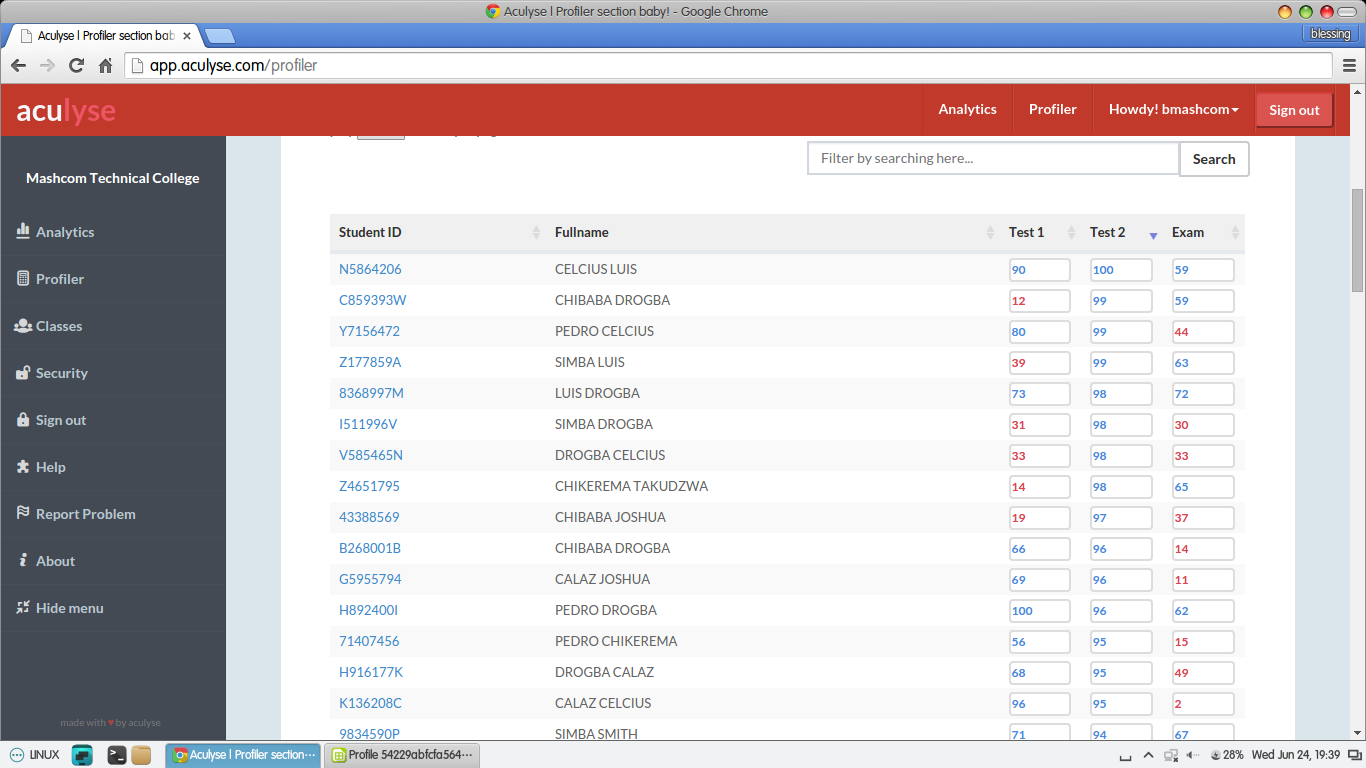 Aculyse | Profiler section baby! - Google Chrome
Aculyse | Profiler section bab
blessing
app.aculyse.com/profiler
aculyse
Analytics
Profiler
Howdy! bmashcom
Sign out
Mashcom Technical College
Analytics
Profiler
Classes
Security
Sign out
Help
Report Problem
About
Hide menu
made with ♥ by aculyse
Filter by searching here...
Search
Student ID Fullname Test 1 Test 2 Exam
N5864206 CELCIUS LUIS 90 100 59
C859393W CHIBABA DROGBA 12 99 59
Y7156472 PEDRO CELCIUS 80 99 44
Z177859A SIMBA LUIS 39 99 63
8368997M LUIS DROGBA 73 98 72
I511996V SIMBA DROGBA 31 98 30
V585465N DROGBA CELCIUS 33 98 33
Z4651795 CHIKEREMA TAKUDZWA 14 98 65
43388569 CHIBABA JOSHUA 19 97 37
B268001B CHIBABA DROGBA 66 96 14
G5955794 CALAZ JOSHUA 69 96 11
H892400I PEDRO DROGBA 100 96 62
71407456 PEDRO CHIKEREMA 56 95 15
H916177K DROGBA CALAZ 68 95 49
K136208C CALAZ CELCIUS 96 95 2
9834590P SIMBA SMITH 71 94 67
LINUX
Aculyse | Profiler section···
Profile 54229abfcfa564···
28%
Wed Jun 24, 19:39